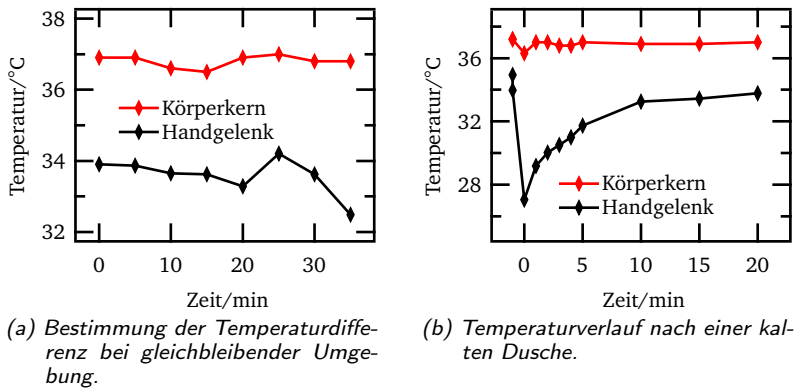 38
36
34
32
Temperatur/°C
Körperkern
Handgelenk
0
10
20
30
Zeit/min
(a) Bestimmung der Temperaturdiffe-
renz bei gleichbleibender Umge-
bung.
36
32
28
Temperatur/°C
Körperkern
Handgelenk
0
5
10
15
20
Zeit/min
(b) Temperaturverlauf nach einer kal-
ten Dusche.